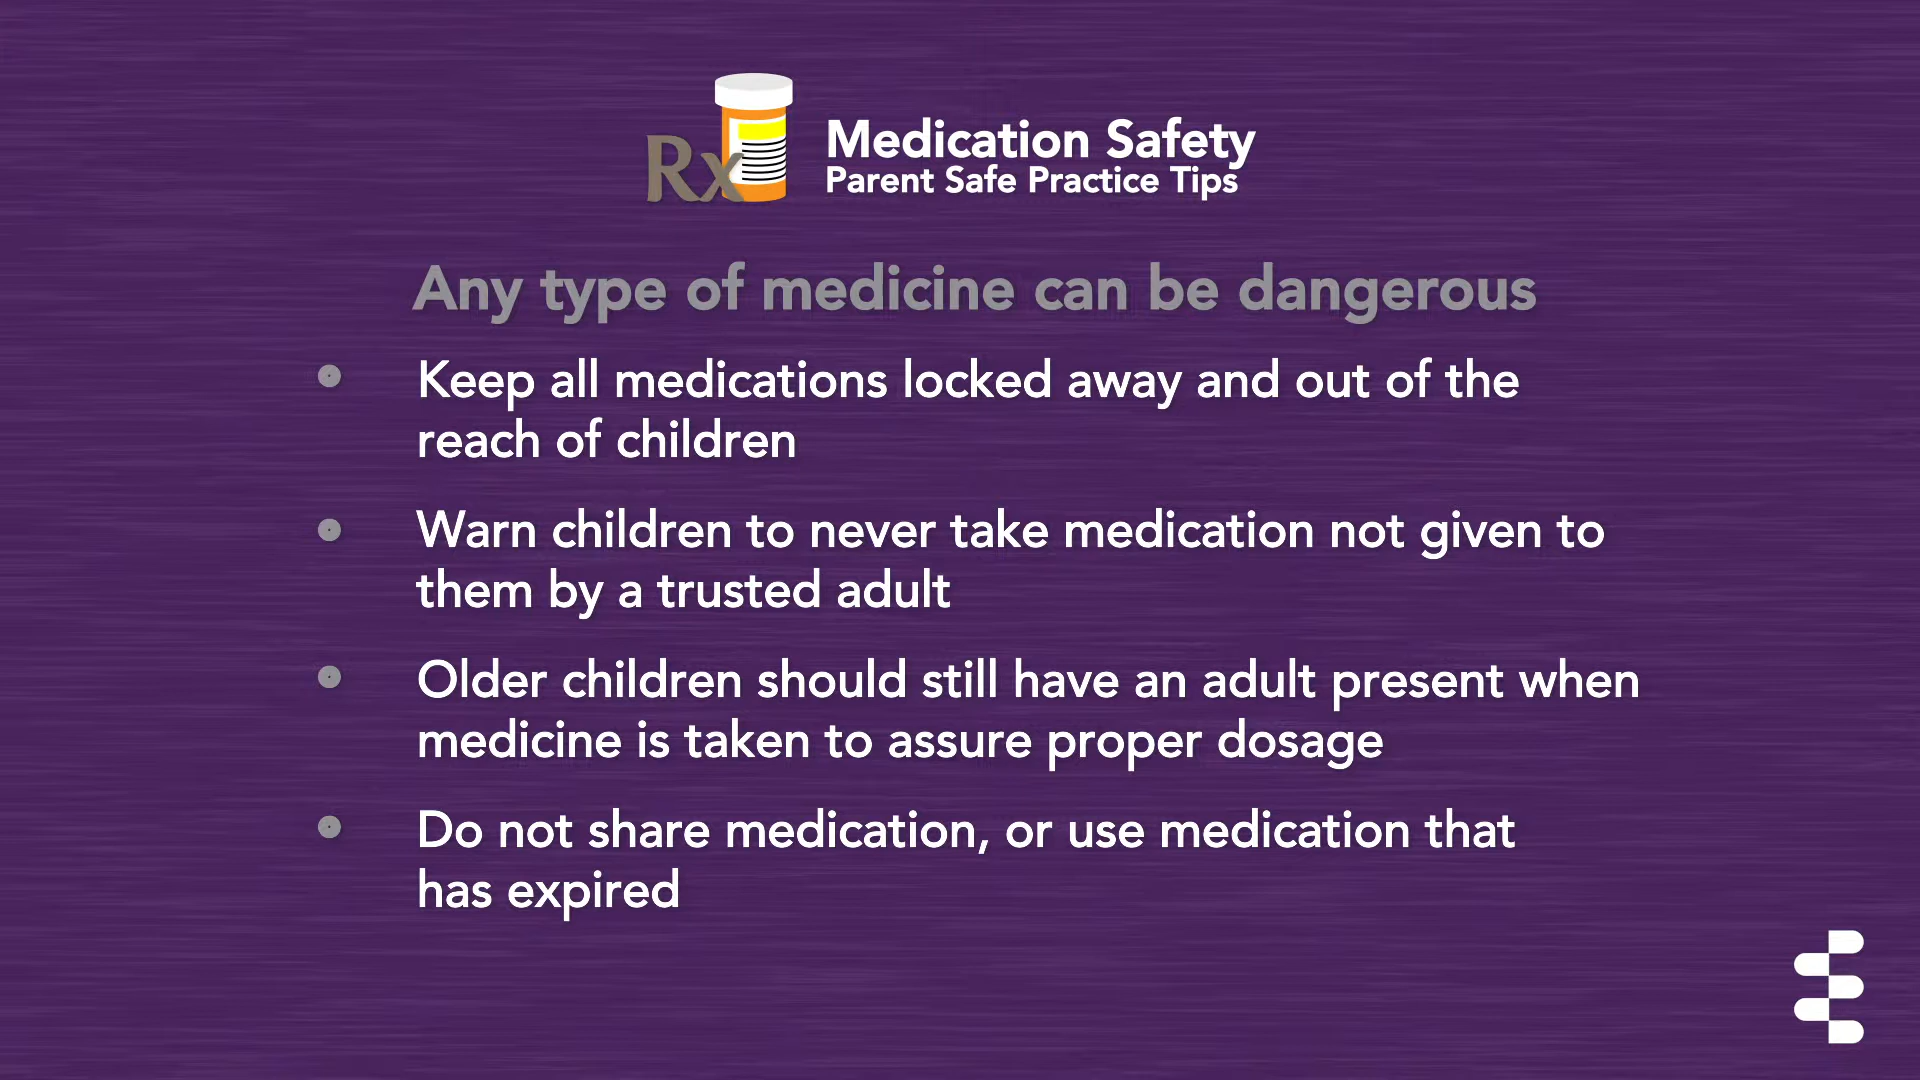 Rx
Medication Safety
Parent Safe Practice Tips
Any type of medicine can be dangerous
Keep all medications locked away and out of the
reach of children
Warn children to never take medication not given to
them by a trusted adult
Older children should still have an adult present when
medicine is taken to assure proper dosage
Do not share medication, or use medication that
has expired